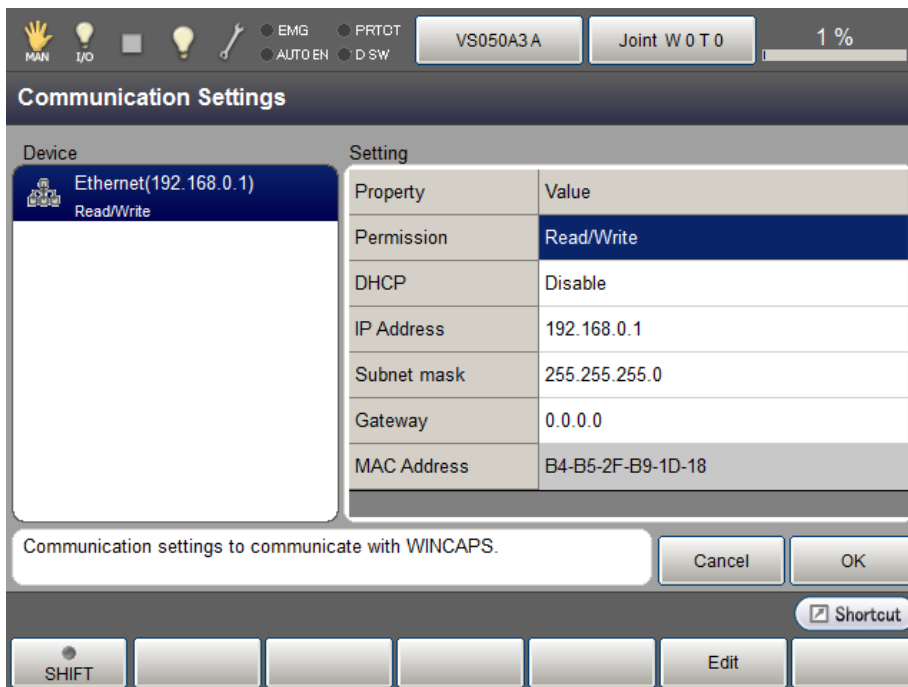 MAN
I/O
EMG
AUTO EN
PRTCT
D SW
VS050A3 A
Joint W 0 T 0
1 %
Communication Settings
Device
Ethernet(192.168.0.1)
Read/Write
Setting
Property Value
Permission Read/Write
DHCP Disable
IP Address 192.168.0.1
Subnet mask 255.255.255.0
Gateway 0.0.0.0
MAC Address B4-B5-2F-B9-1D-18
Communication settings to communicate with WINCAPS.
Cancel
OK
Shortcut
SHIFT
Edit